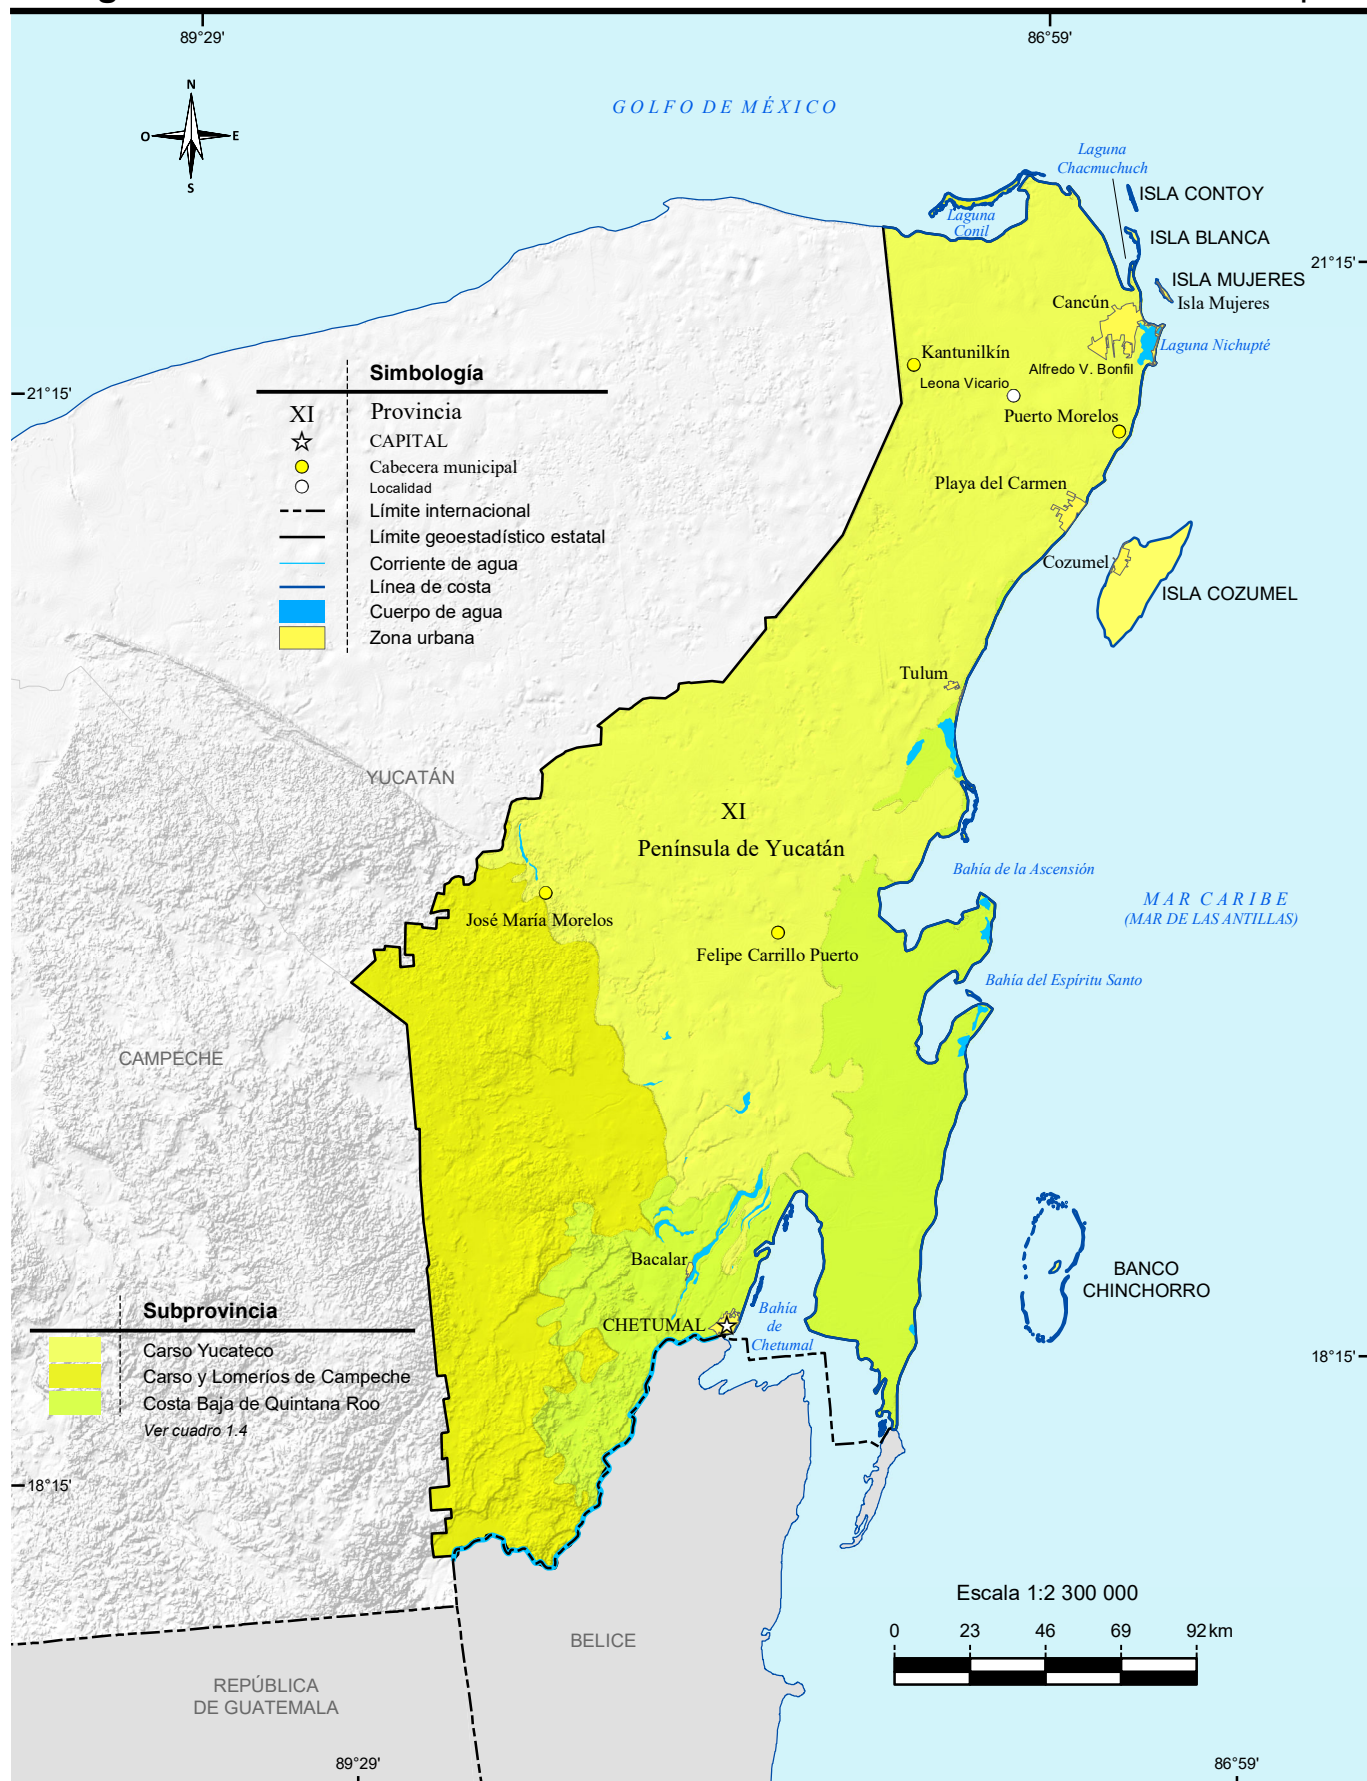 89°29'
86°59'
N
O
E
S
GOLFO DE MÉXICO
Laguna
Chacmuchuch
ISLA CONTOY
Laguna
Conil
ISLA BLANCA
21°15'
ISLA MUJERES
Isla Mujeres
Cancún
Laguna Nichupté
Kantunilkín
Alfredo V. Bonfil
Leona Vicario
Puerto Morelos
21°15'
Simbología
XI Provincia
CAPITAL
Cabecera municipal
Localidad
Límite internacional
Límite geoestadístico estatal
Corriente de agua
Línea de costa
Cuerpo de agua
Zona urbana
Playa del Carmen
Cozumel
ISLA COZUMEL
Tulum
YUCATÁN
XI
Península de Yucatán
Bahía de la Ascensión
MAR CARIBE
(MAR DE LAS ANTILLAS)
José María Morelos
Felipe Carrillo Puerto
Bahía del Espíritu Santo
CAMPECHE
Bacalar
BANCO
CHINCHORRO
CHETUMAL
Bahía
de
Chetumal
Subprovincia
Carso Yucateco
Carso y Lomeríos de Campeche
Costa Baja de Quintana Roo
Ver cuadro 1.4
18°15'
18°15'
Escala 1:2 300 000
0 23 46 69 92 km
BELICE
REPÚBLICA
DE GUATEMALA
89°29'
86°59'